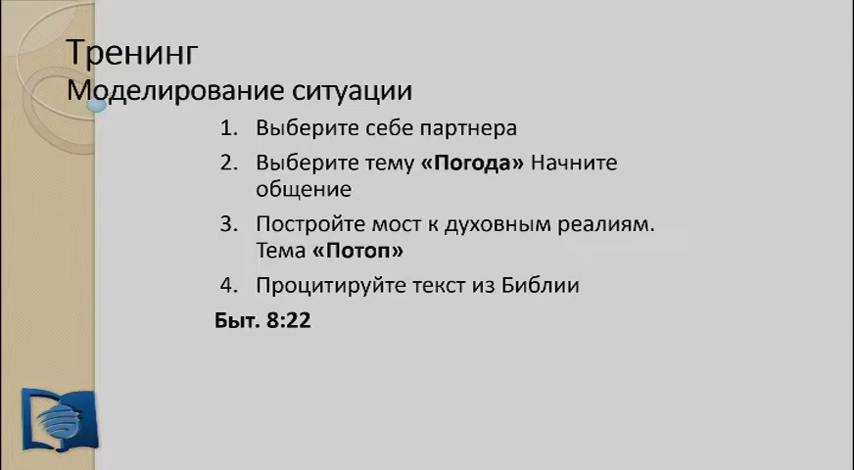 Тренинг
Моделирование ситуации
1. Выберите себе партнера
2. Выберите тему «Погода» Начните
общение
3. Постройте мост к духовным реалиям.
Тема «Потоп»
4. Процитируйте текст из Библии
Быт. 8:22